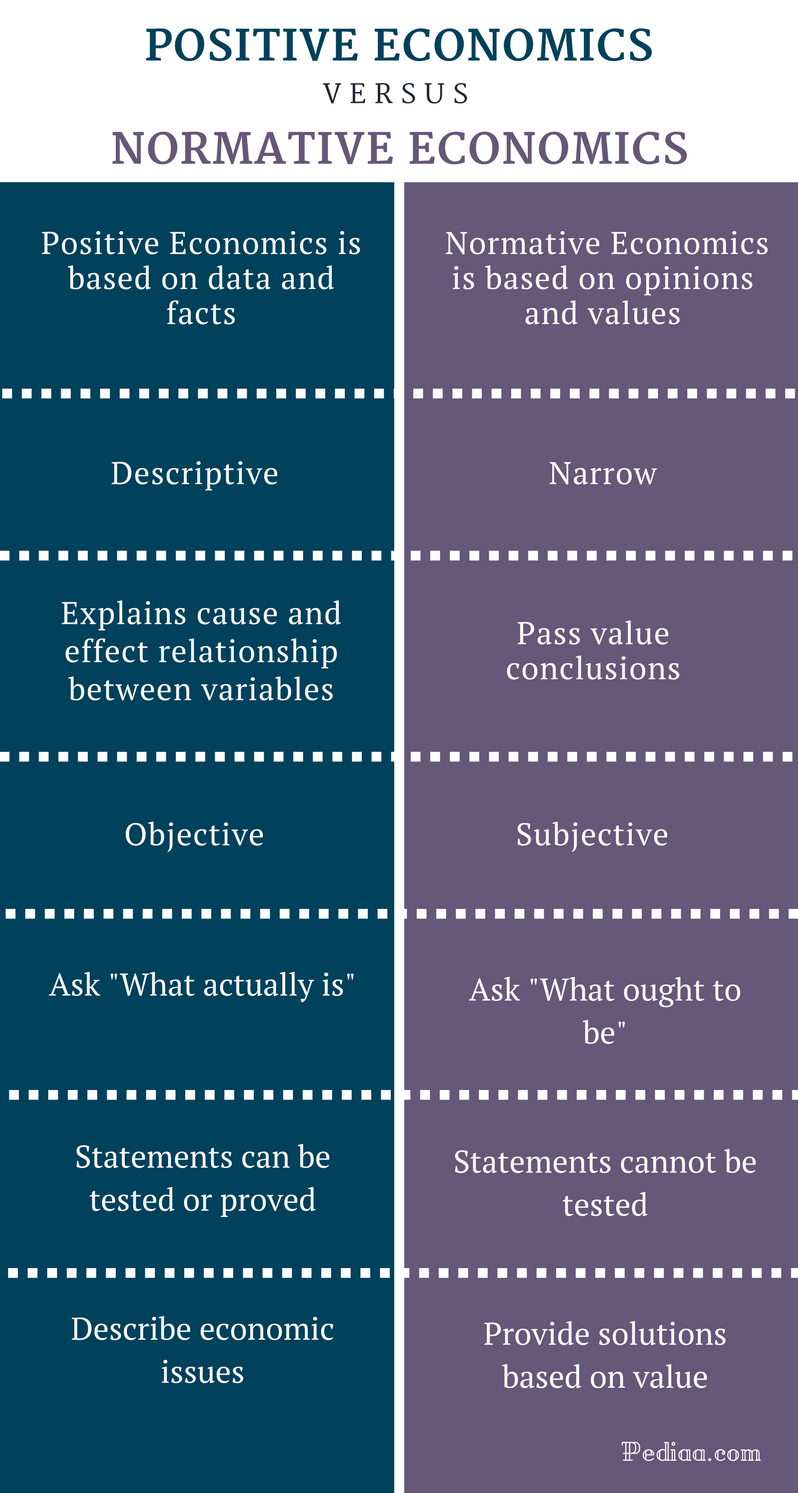 POSITIVE ECONOMICS
VERSUS
NORMATIVE ECONOMICS
Positive Economics is
based on data and
facts
Normative Economics
is based on opinions
and values
Descriptive
Narrow
Explains cause and
effect relationship
between variables
Pass value
conclusions
Objective
Subjective
Ask "What actually is"
Ask "What ought to
be"
Statements can be
tested or proved
Statements cannot be
tested
Describe economic
issues
Provide solutions
based on value
Pediaa.com